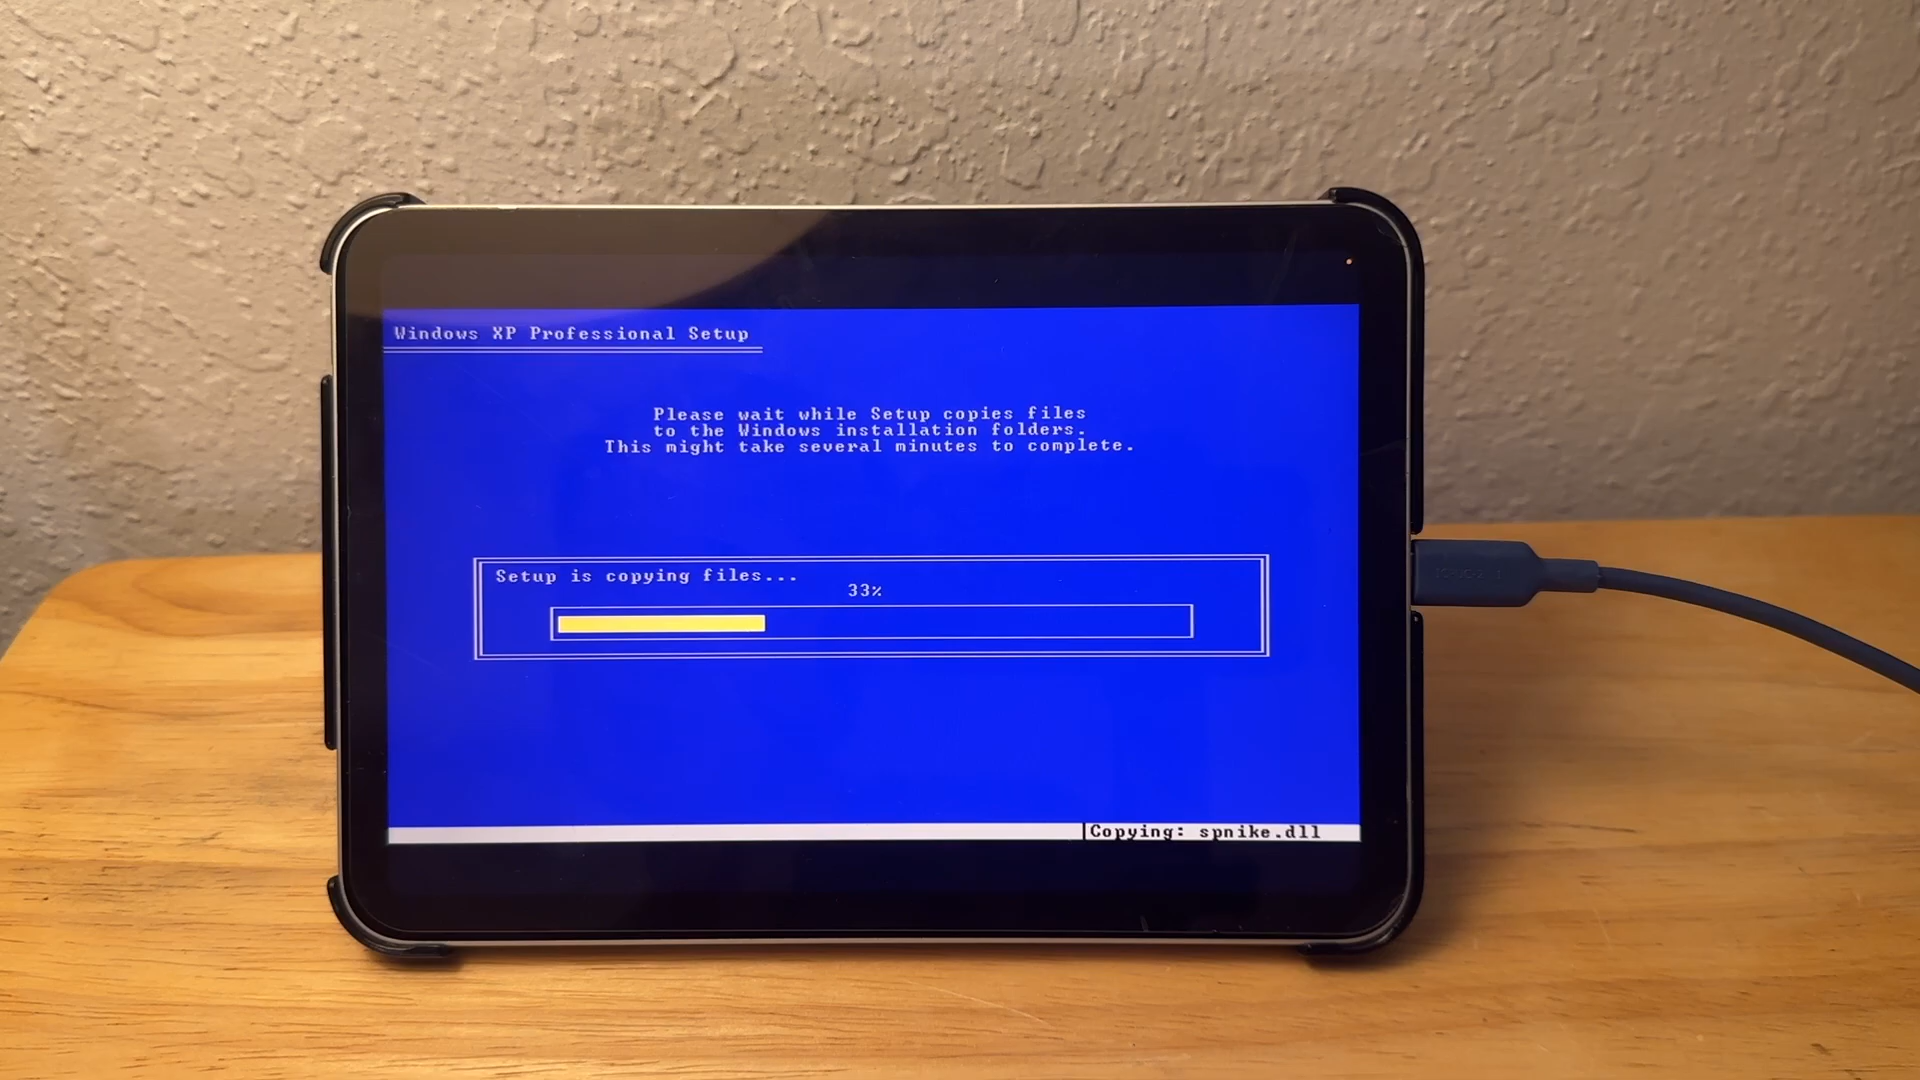 Windows XP Professional Setup
Please wait while Setup copies files
to the Windows installation folders.
This might take several minutes to complete.
Setup is copying files...
33%
Copying: spnike.dll